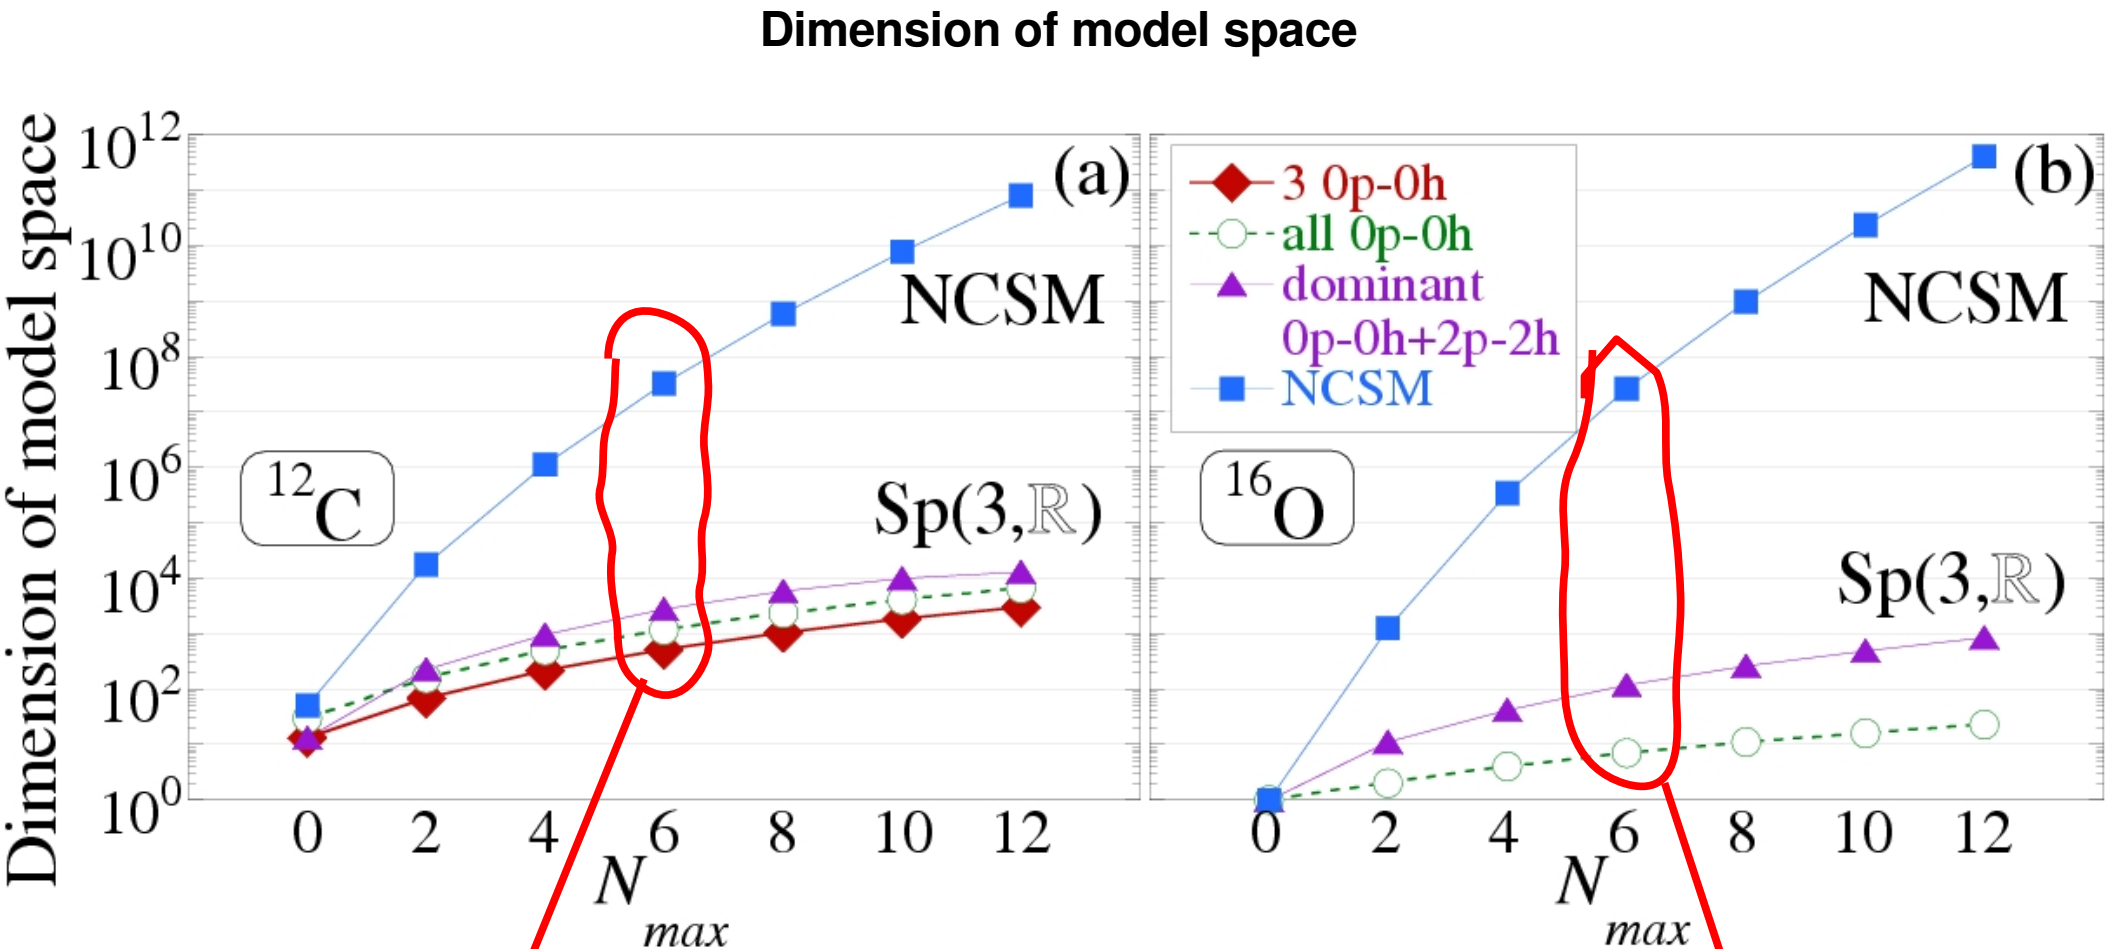 Dimension of model space
Dimension of model space
10^12
10^10
10^8
10^6
10^4
10^2
10^0
(a)
NCSM
^12C
Sp(3,ℝ)
0 2 4 6 8 10 12
N_max
3 0p-0h
all 0p-0h
dominant
0p-0h+2p-2h
NCSM
(b)
NCSM
^16O
Sp(3,ℝ)
0 2 4 6 8 10 12
N_max